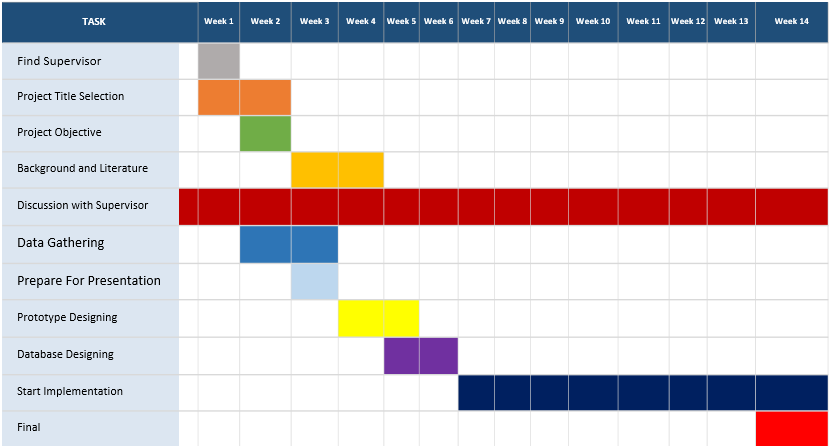 TASK Week 1 Week 2 Week 3 Week 4 Week 5 Week 6 Week 7 Week 8 Week 9 Week 10 Week 11 Week 12 Week 13 Week 14
Find Supervisor
Project Title Selection
Project Objective
Background and Literature
Discussion with Supervisor
Data Gathering
Prepare For Presentation
Prototype Designing
Database Designing
Start Implementation
Final